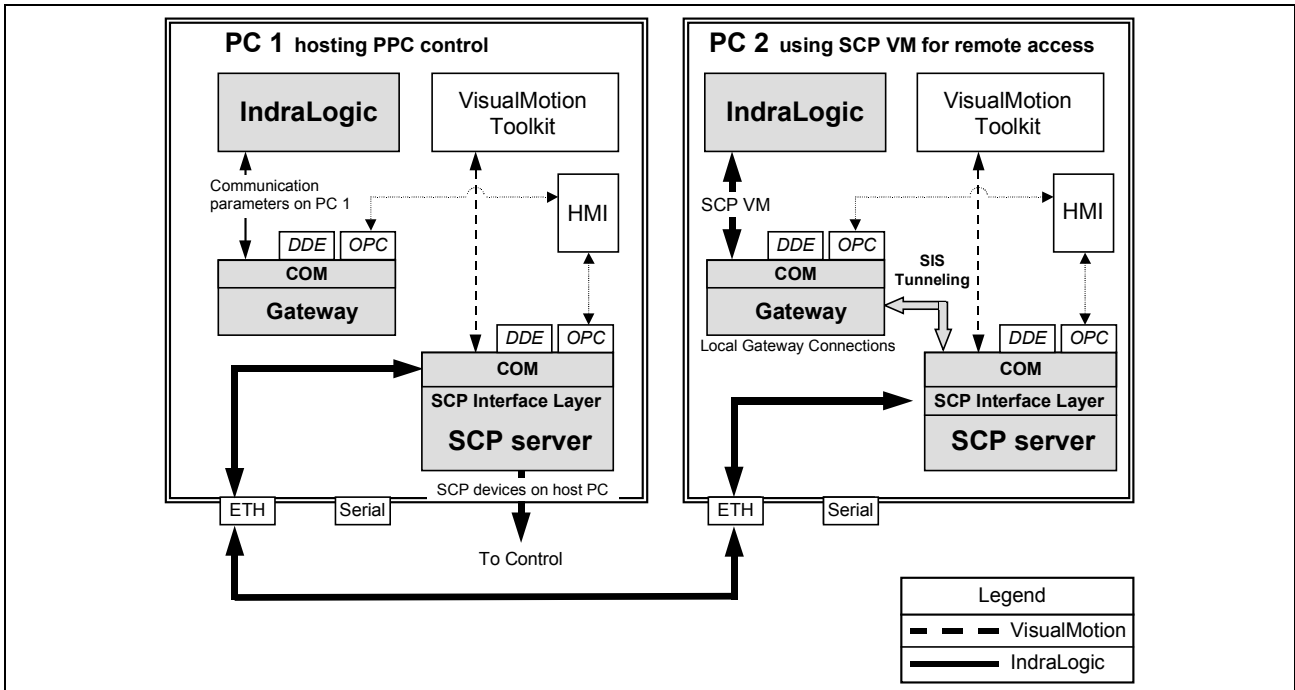 PC 1 hosting PPC control
IndraLogic
VisualMotion
Toolkit
Communication
parameters on PC 1
HMI
DDE
OPC
COM
Gateway
DDE
OPC
COM
SCP Interface Layer
SCP server
SCP devices on host PC
ETH
Serial
To Control
PC 2 using SCP VM for remote access
IndraLogic
VisualMotion
Toolkit
SCP VM
HMI
DDE
OPC
COM
Gateway
SIS
Tunneling
Local Gateway Connections
DDE
OPC
COM
SCP Interface Layer
SCP server
ETH
Serial
Legend
VisualMotion
IndraLogic